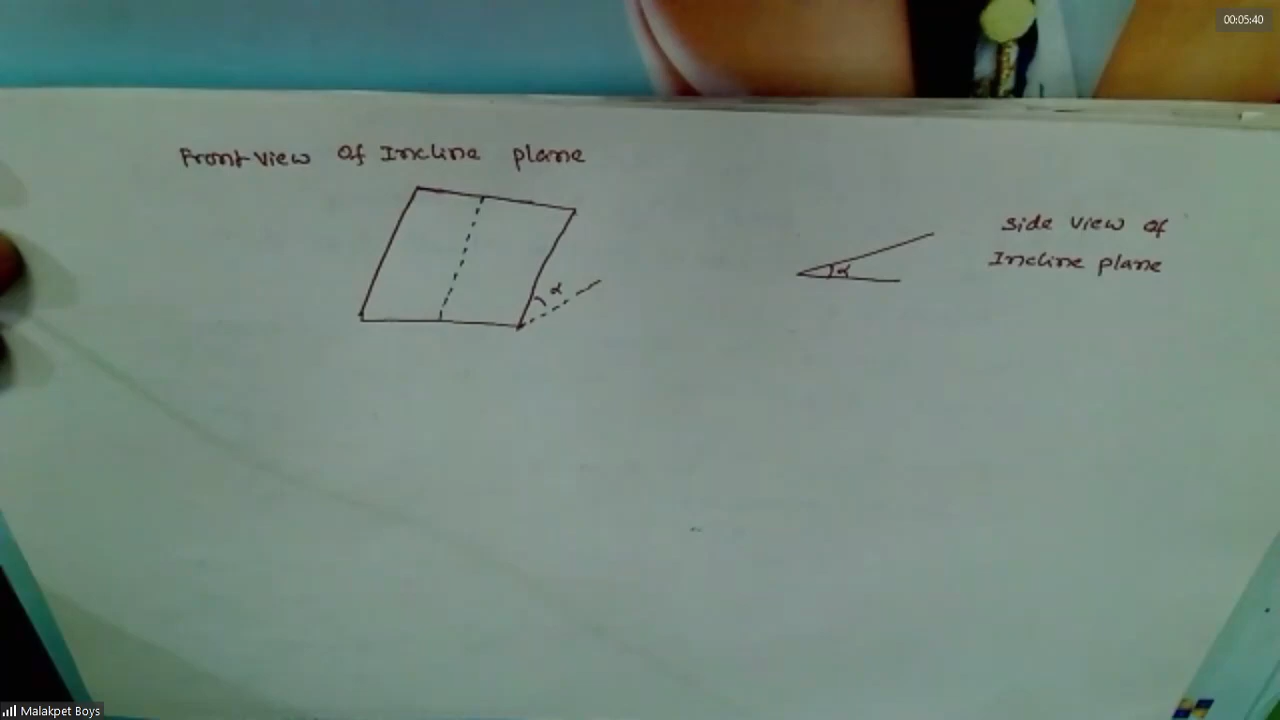 00:05:40
Front view of Incline plane
Side view of
Incline plane
α
α
Malakpet Boys